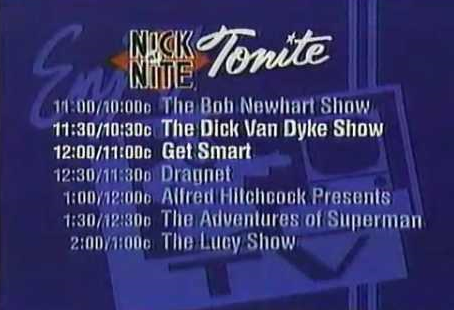 NICK at NITE Tonite
11:00/10:00c The Bob Newhart Show
11:30/10:30c The Dick Van Dyke Show
12:00/11:00c Get Smart
12:30/11:30c Dragnet
1:00/12:00c Alfred Hitchcock Presents
1:30/12:30c The Adventures of Superman
2:00/1:00c The Lucy Show
TV